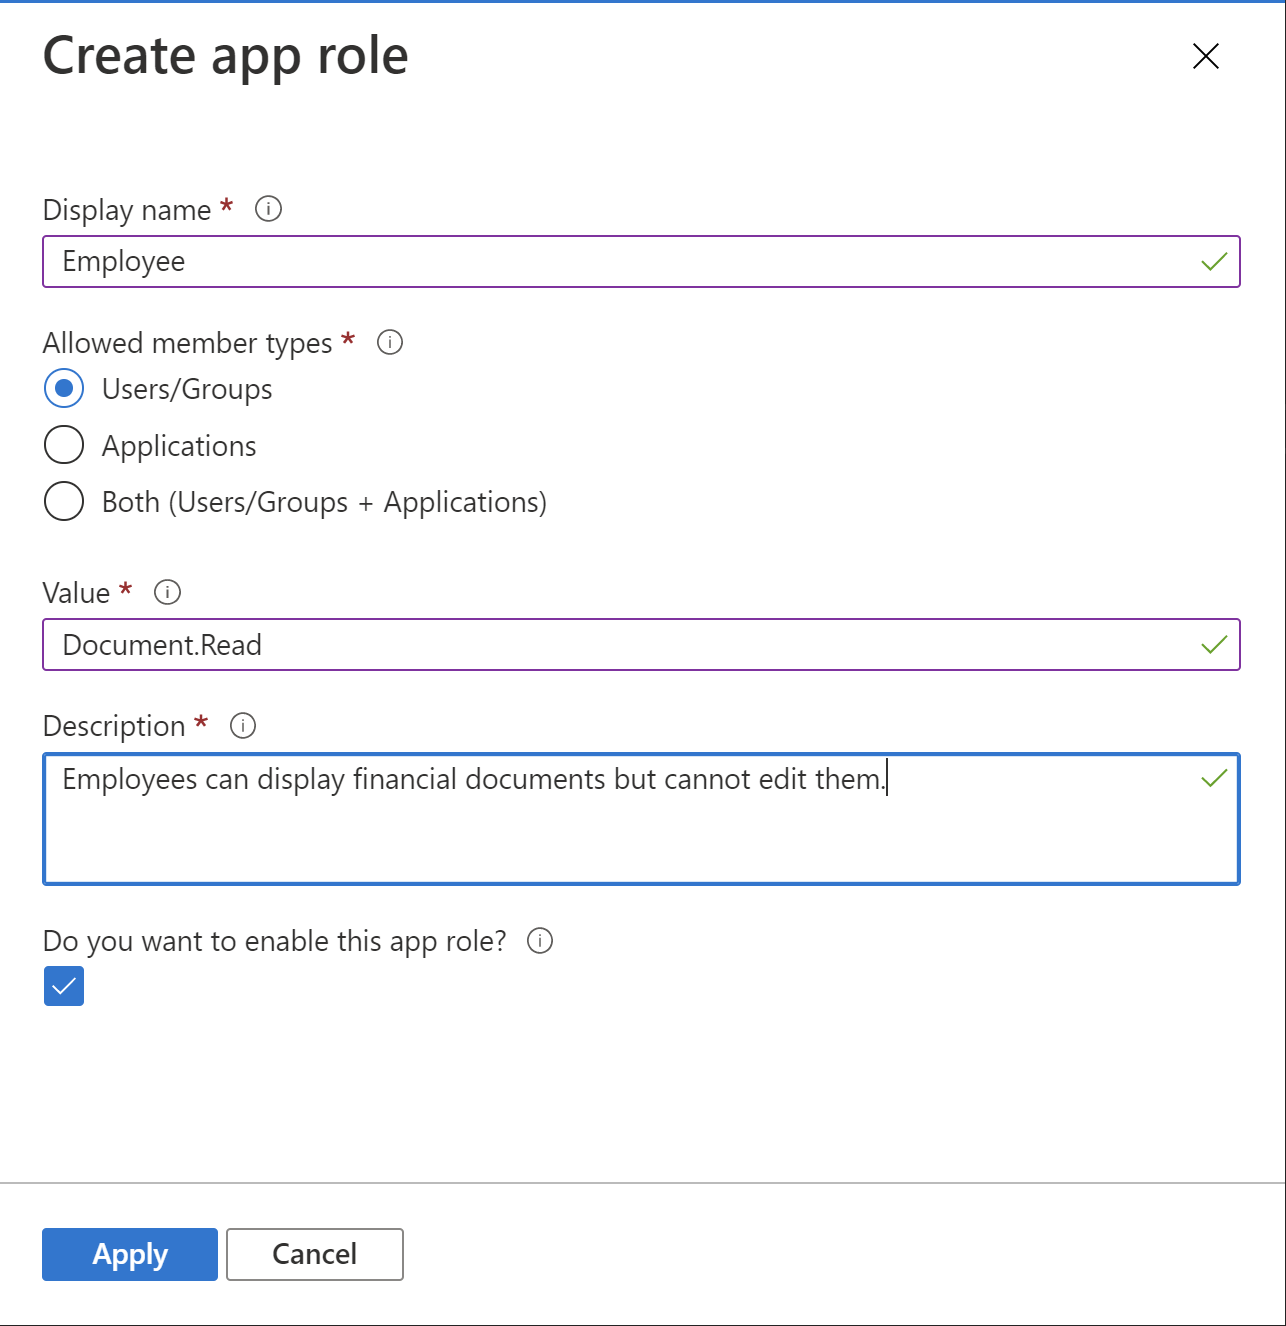 Create app role
Display name *
Employee
Allowed member types *
Users/Groups
Applications
Both (Users/Groups + Applications)
Value *
Document.Read
Description *
Employees can display financial documents but cannot edit them.
Do you want to enable this app role?
Apply
Cancel